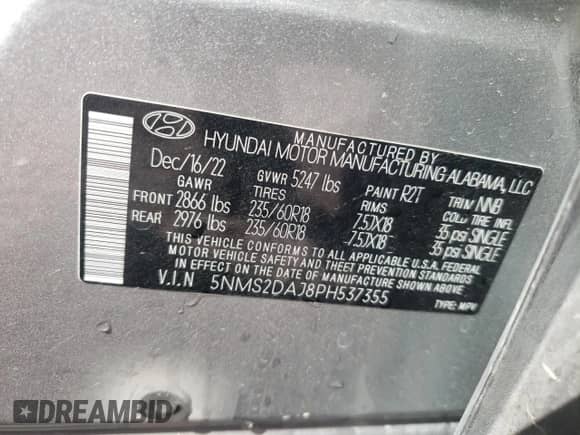 MANUFACTURED BY
HYUNDAI MOTOR MANUFACTURING ALABAMA, LLC
Dec/16/22 GVWR 5247 lbs PAINT R2T TRIM NNB
GAWR TIRES RIMS COLD TIRE INFL
FRONT 2866 lbs 235/60R18 7.5JX18 35 psi SINGLE
REAR 2976 lbs 235/60R18 7.5JX18 35 psi SINGLE
THIS VEHICLE CONFORMS TO ALL APPLICABLE U.S.A. FEDERAL
MOTOR VEHICLE SAFETY AND THEFT PREVENTION STANDARDS
IN EFFECT ON THE DATE OF MANUFACTURE SHOWN ABOVE
V.I.N 5NMS2DAJ8PH537355
TYPE: MPV
DREAMBID